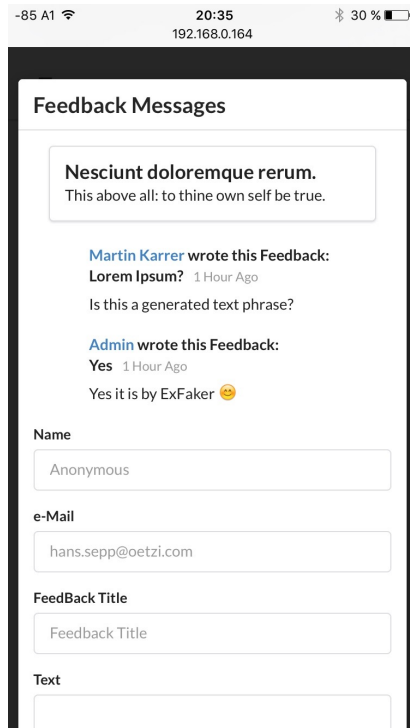 -85 A1 20:35 30 %
192.168.0.164
Feedback Messages
Nesciunt doloremque rerum.
This above all: to thine own self be true.
Martin Karrer wrote this Feedback:
Lorem Ipsum? 1 Hour Ago
Is this a generated text phrase?
Admin wrote this Feedback:
Yes 1 Hour Ago
Yes it is by ExFaker 😊
Name
Anonymous
e-Mail
hans.sepp@oetzi.com
FeedBack Title
Feedback Title
Text